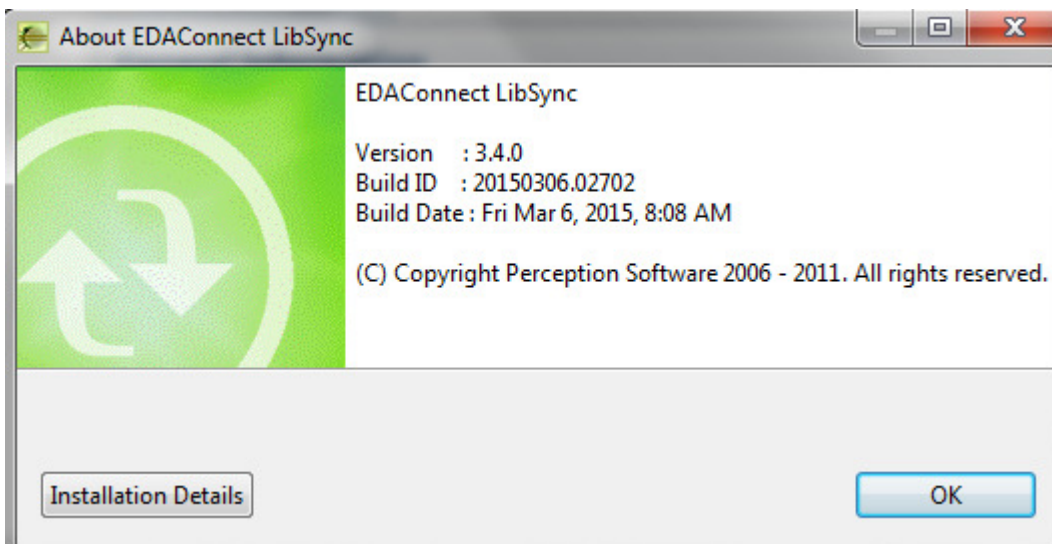 About EDAConnect LibSync
EDAConnect LibSync
Version : 3.4.0
Build ID : 20150306.02702
Build Date : Fri Mar 6, 2015, 8:08 AM
(C) Copyright Perception Software 2006 - 2011. All rights reserved.
Installation Details
OK